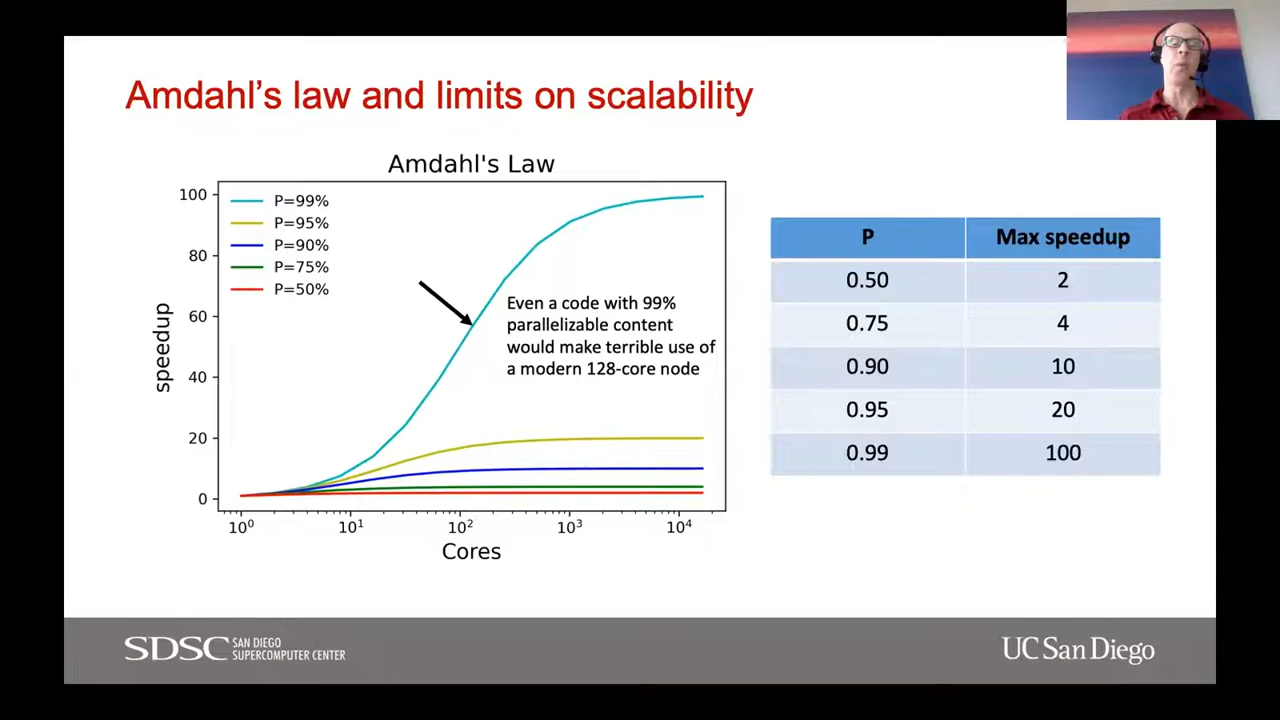 Amdahl's law and limits on scalability
Amdahl's Law
100
80
60
40
20
0
speedup
P=99%
P=95%
P=90%
P=75%
P=50%
Even a code with 99%
parallelizable content
would make terrible use of
a modern 128-core node
10⁰ 10¹ 10² 10³ 10⁴
Cores
P Max speedup
0.50 2
0.75 4
0.90 10
0.95 20
0.99 100
SDSC SAN DIEGO
SUPERCOMPUTER CENTER
UC San Diego